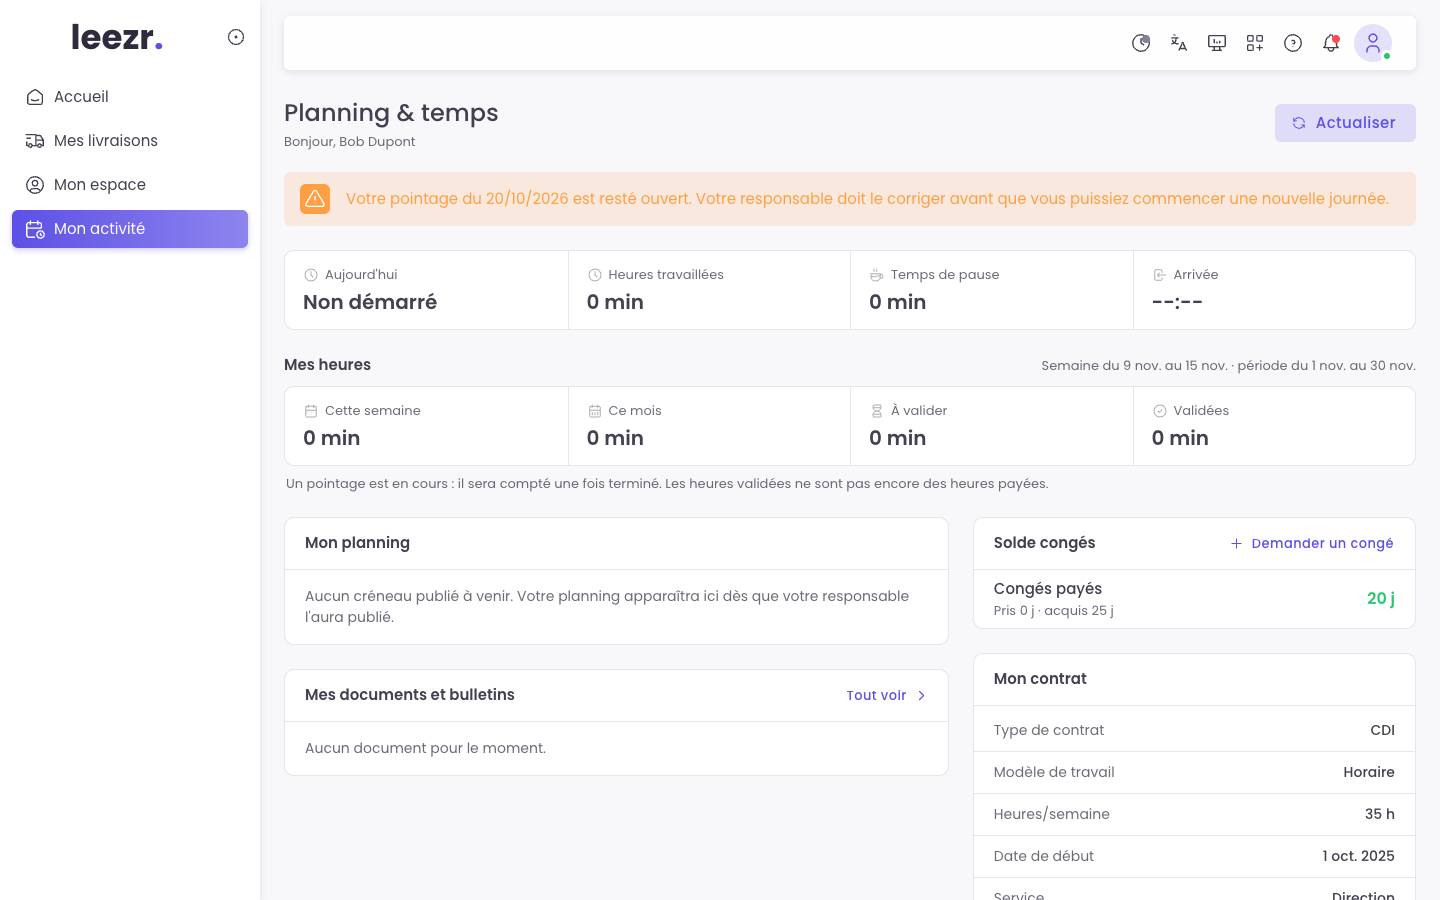 leezr.
Accueil
Mes livraisons
Mon espace
Mon activité
Planning & temps
Bonjour, Bob Dupont
Actualiser
Votre pointage du 20/10/2026 est resté ouvert. Votre responsable doit le corriger avant que vous puissiez commencer une nouvelle journée.
Aujourd'hui
Non démarré
Heures travaillées
0 min
Temps de pause
0 min
Arrivée
--:--
Mes heures
Semaine du 9 nov. au 15 nov. · période du 1 nov. au 30 nov.
Cette semaine
0 min
Ce mois
0 min
À valider
0 min
Validées
0 min
Un pointage est en cours : il sera compté une fois terminé. Les heures validées ne sont pas encore des heures payées.
Mon planning
Aucun créneau publié à venir. Votre planning apparaîtra ici dès que votre responsable
l'aura publié.
Mes documents et bulletins
Tout voir
Aucun document pour le moment.
Solde congés
Demander un congé
Congés payés
Pris 0 j · acquis 25 j
20 j
Mon contrat
Type de contrat
CDI
Modèle de travail
Horaire
Heures/semaine
35 h
Date de début
1 oct. 2025
Service
Direction